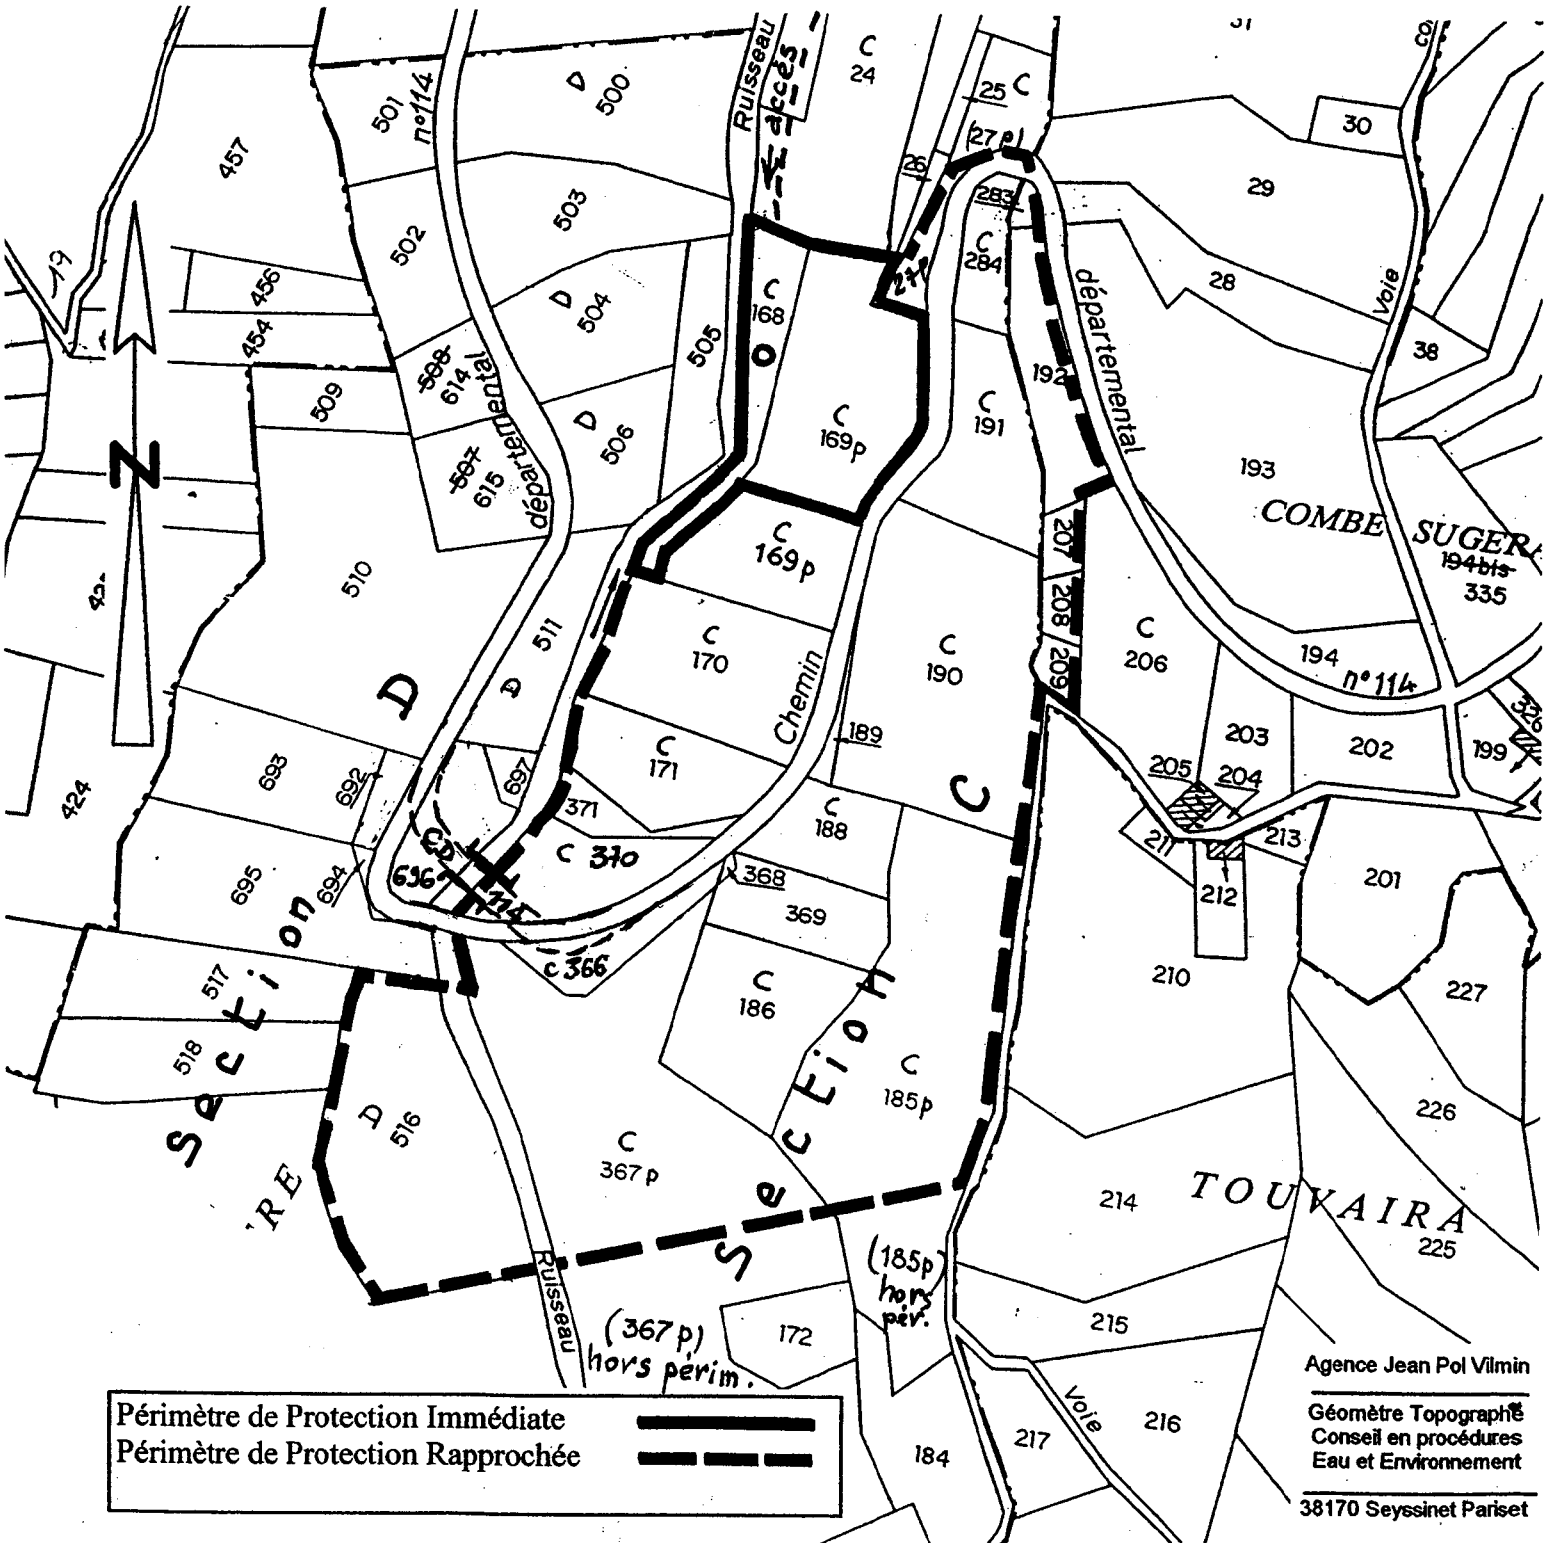 Ruisseau
accés
C
24
25 C
(27p)
26
283
C
284
27p
31
30
29
28
Voie
38
457
456
454
19
501
n°114
D
500
503
502
D
504
505
508
614
départemental
507
615
509
D
506
N
C
168
C
169p
C
191
192
départemental
193
COMBE
194bis
335
510
511
D
D
C
169p
C
170
Chemin
C
171
189
C
190
207
208
209
C
206
194
n°114
326
203
202
199
205
204
C
693
692
424
697
371
C 370
CD
696
114
695
694
C
188
368
369
211
213
212
201
210
227
c 366
517
518
C
186
C
185p
Section
D
516
RE
C
367p
Section
226
214
TOUVAIRA
225
Ruisseau
(367p)
hors périm.
(185p)
hors
pér.
172
215
Voie
216
217
184
Périmètre de Protection Immédiate
Périmètre de Protection Rapprochée
Agence Jean Pol Vilmin
Géomètre Topographe
Conseil en procédures
Eau et Environnement
38170 Seyssinet Pariset